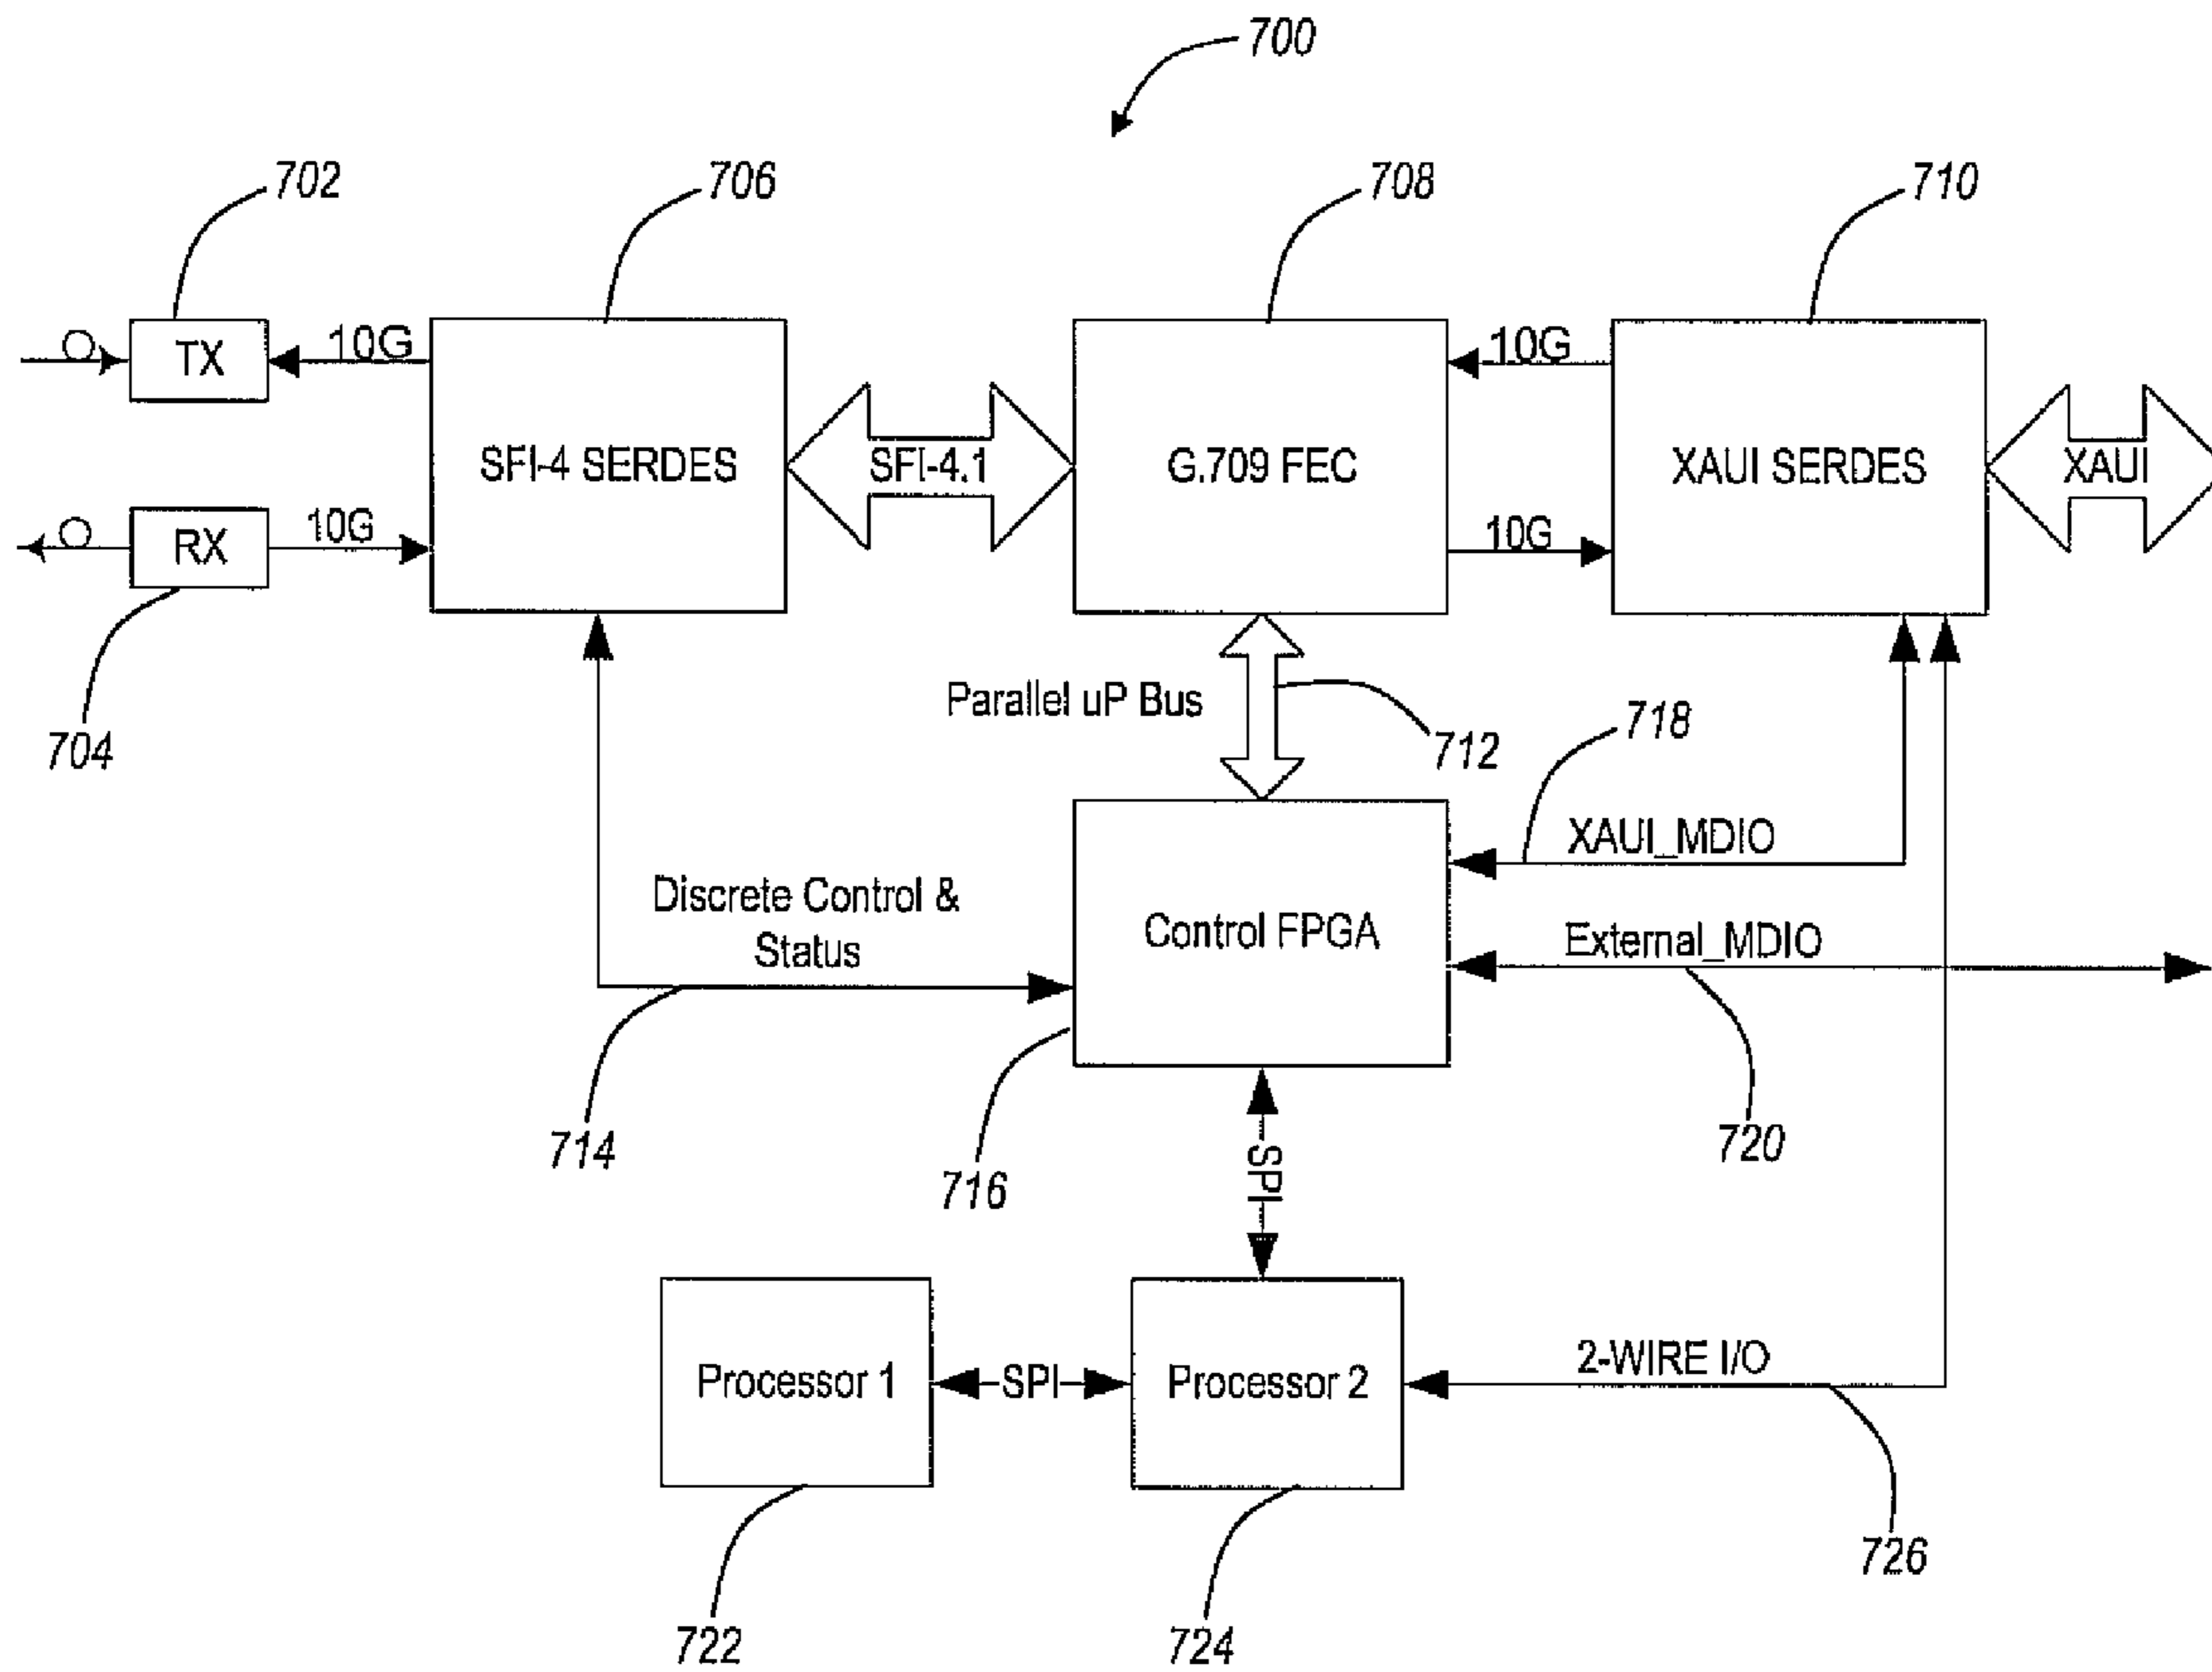 700
702
706
708
710
TX
10G
10G
SFI-4 SERDES
SFI-4.1
G.709 FEC
XAUI SERDES
XAUI
RX
10G
10G
704
Parallel uP Bus
712
718
XAUI_MDIO
Discrete Control &
Status
Control FPGA
External_MDIO
714
716
SPI
720
Processor 1
SPI
Processor 2
2-WIRE I/O
722
724
726